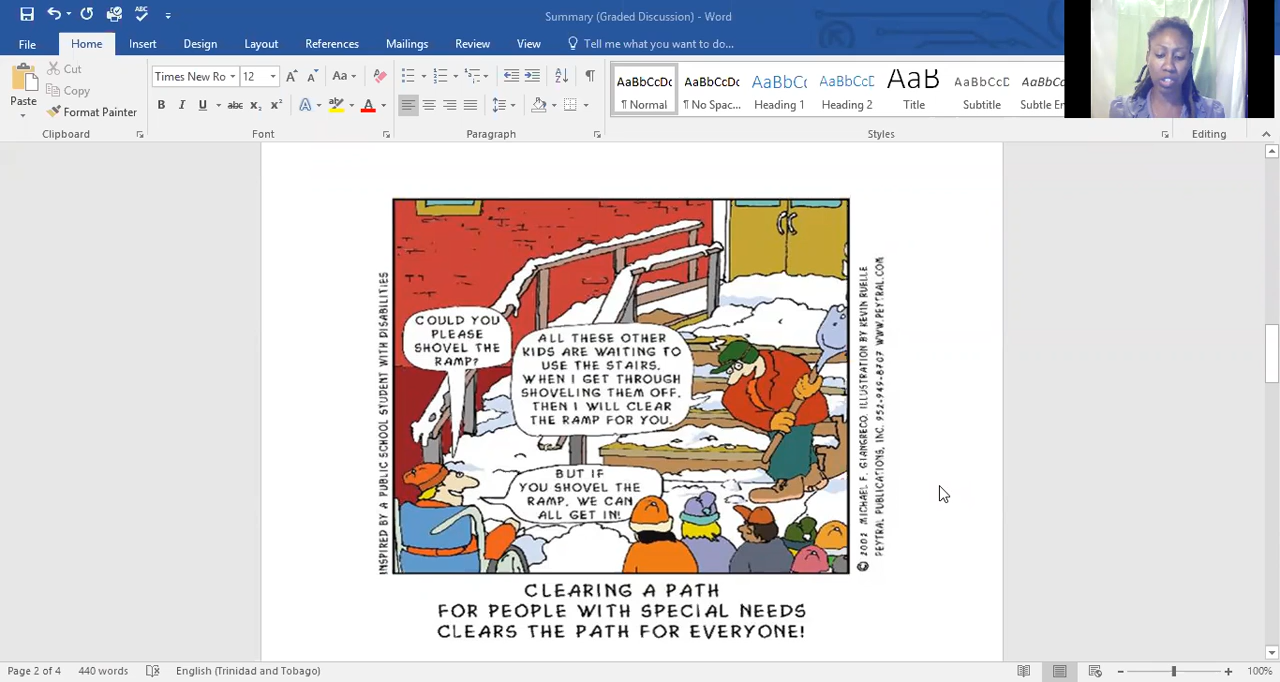 Summary (Graded Discussion) - Word
File Home Insert Design Layout References Mailings Review View Tell me what you want to do...
Paste
Cut
Copy
Format Painter
Times New Ro 12
AaBbCcDc
¶ Normal
AaBbCcDc
¶ No Spac...
AaBbCc
Heading 1
AaBbCcC
Heading 2
AaB
Title
AaBbCcD
Subtitle
AaBbCcD
Subtle Em
Clipboard Font Paragraph Styles Editing
COULD YOU
PLEASE
SHOVEL THE
RAMP?
ALL THESE OTHER
KIDS ARE WAITING TO
USE THE STAIRS.
WHEN I GET THROUGH
SHOVELING THEM OFF,
THEN I WILL CLEAR
THE RAMP FOR YOU.
BUT IF
YOU SHOVEL THE
RAMP, WE CAN
ALL GET IN!
INSPIRED BY A PUBLIC SCHOOL STUDENT WITH DISABILITIES
© 2002 MICHAEL F. GIANGRECO, ILLUSTRATION BY KEVIN RUELLE
PEYTRAL PUBLICATIONS, INC. 952-949-8707 WWW.PEYTRAL.COM
CLEARING A PATH
FOR PEOPLE WITH SPECIAL NEEDS
CLEARS THE PATH FOR EVERYONE!
Page 2 of 4 440 words English (Trinidad and Tobago) 100%